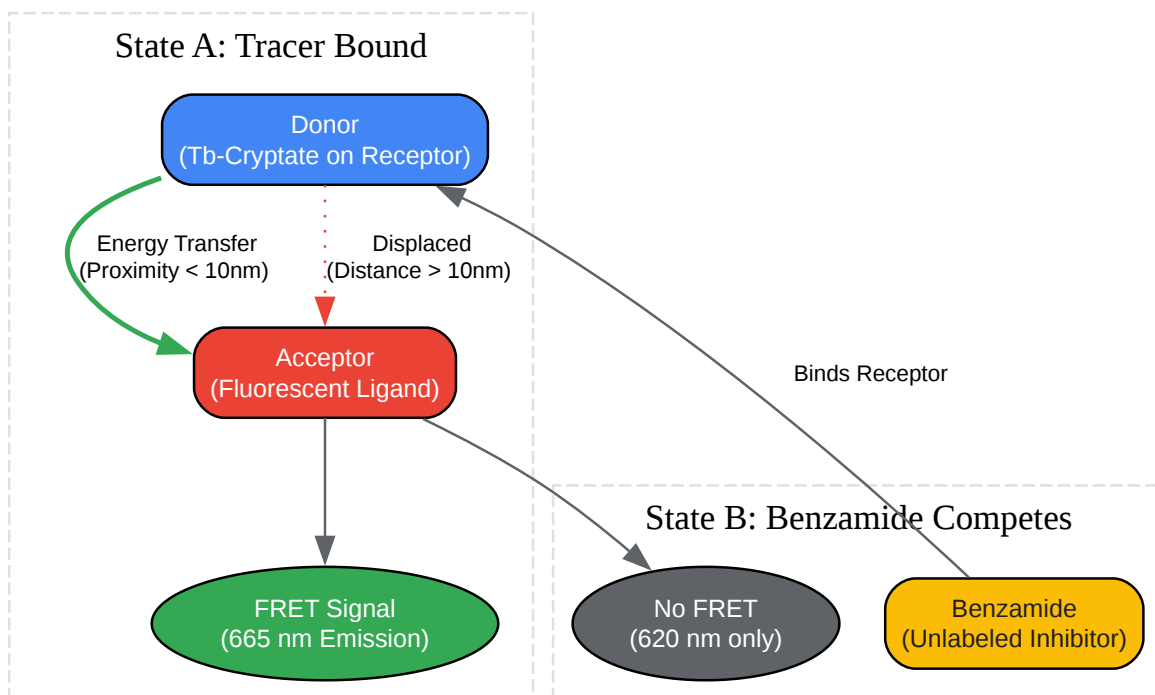 State A: Tracer Bound
Donor
(Tb-Cryptate on Receptor)
Energy Transfer
(Proximity < 10nm)
Displaced
(Distance > 10nm)
Acceptor
(Fluorescent Ligand)
Binds Receptor
State B: Benzamide Competes
FRET Signal
(665 nm Emission)
No FRET
(620 nm only)
Benzamide
(Unlabeled Inhibitor)